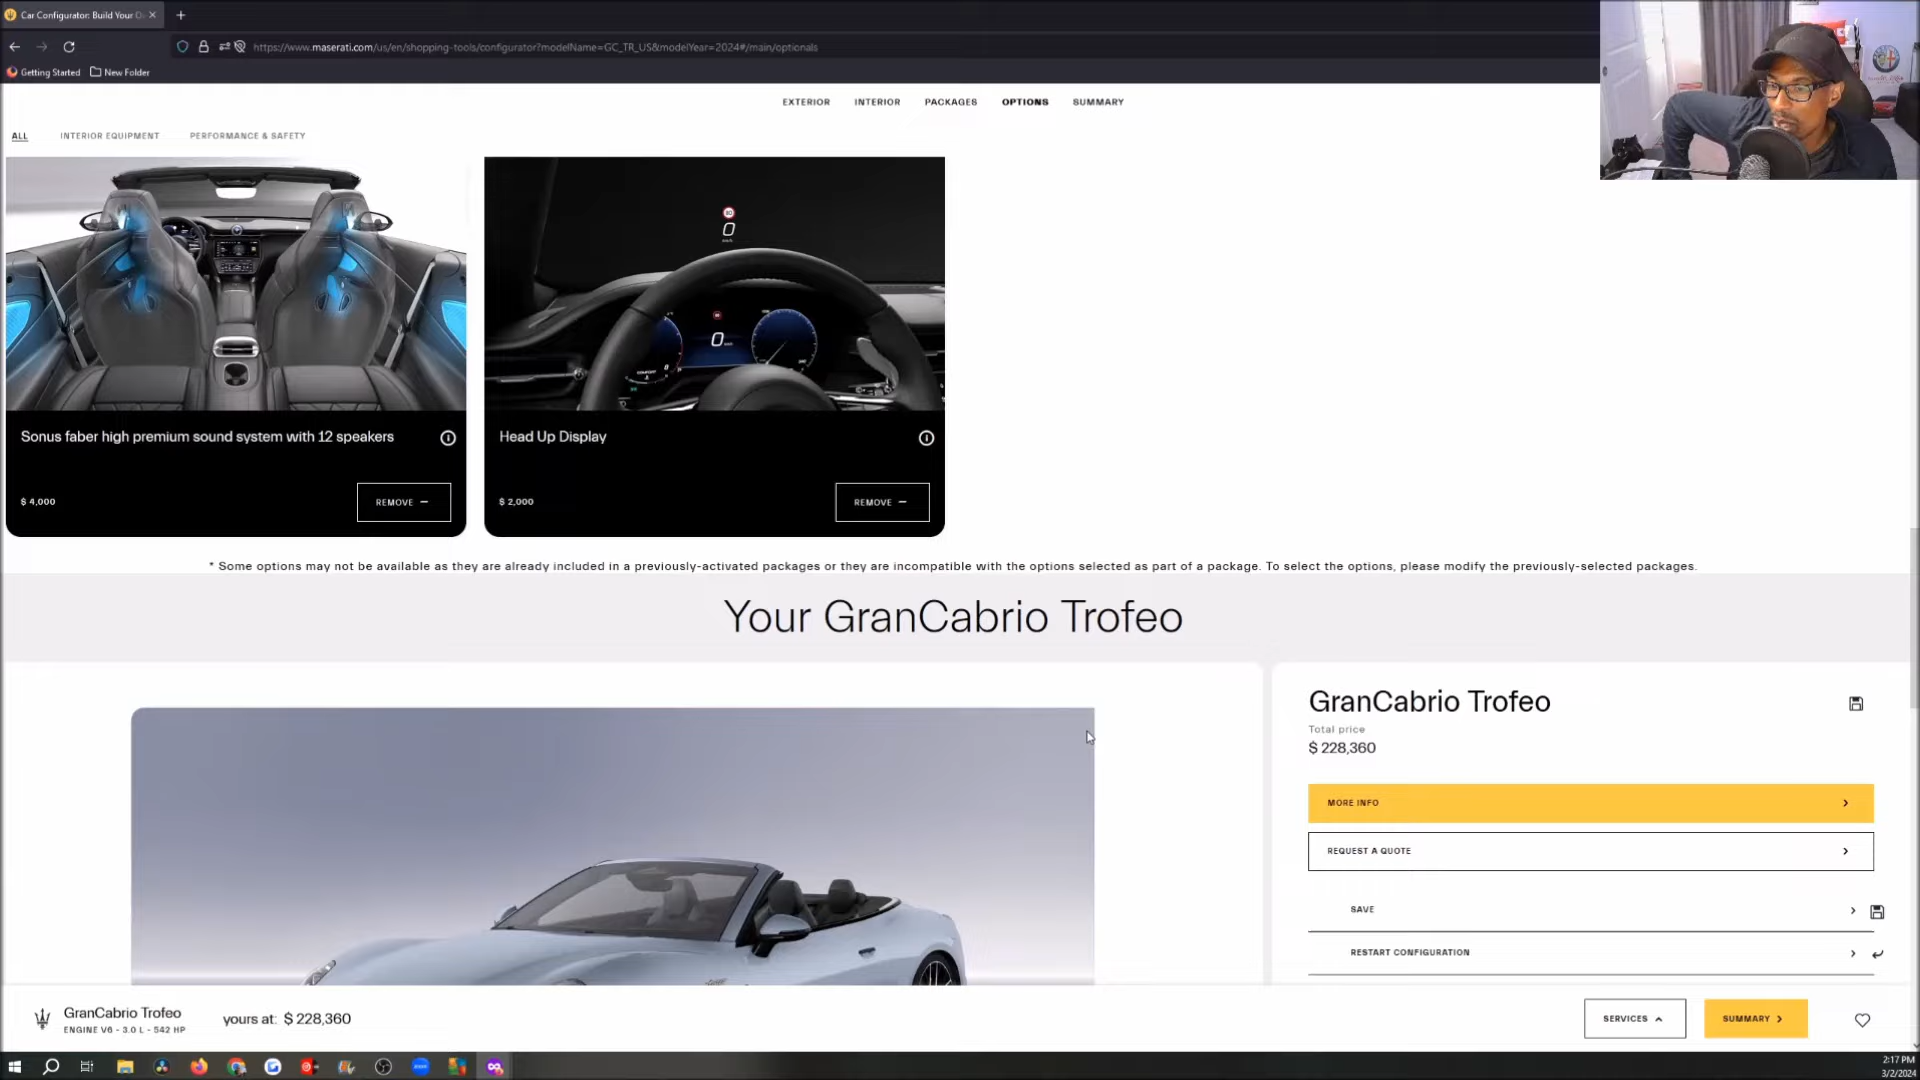 Car Configurator: Build Your O
https://www.maserati.com/us/en/shopping-tools/configurator?modelName=GC_TR_US&modelYear=2024#/main/optionals
Getting Started
New Folder
EXTERIOR
INTERIOR
PACKAGES
OPTIONS
SUMMARY
ALL
INTERIOR EQUIPMENT
PERFORMANCE & SAFETY
0
0
Sonus faber high premium sound system with 12 speakers
$ 4,000
REMOVE
Head Up Display
$ 2,000
REMOVE
* Some options may not be available as they are already included in a previously-activated packages or they are incompatible with the options selected as part of a package. To select the options, please modify the previously-selected packages.
Your GranCabrio Trofeo
GranCabrio Trofeo
Total price
$ 228,360
MORE INFO
REQUEST A QUOTE
SAVE
RESTART CONFIGURATION
GranCabrio Trofeo
ENGINE V6 - 3.0 L - 542 HP
yours at: $ 228,360
SERVICES
SUMMARY
2:17 PM
3/2/2024